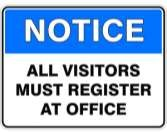 NOTICE
ALL VISITORS
MUST REGISTER
AT OFFICE